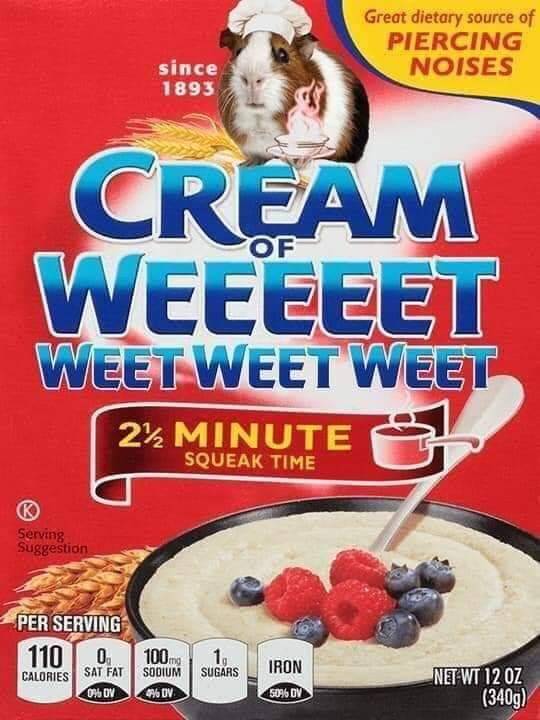 Great dietary source of
PIERCING
NOISES
since
1893
CREAM
OF
WEEEEET
WEET WEET WEET
2½ MINUTE
SQUEAK TIME
K
Serving
Suggestion
PER SERVING
110
CALORIES
0g
SAT FAT
0% DV
100mg
SODIUM
4% DV
1g
SUGARS
IRON
50% DV
NET WT 12 OZ
(340g)